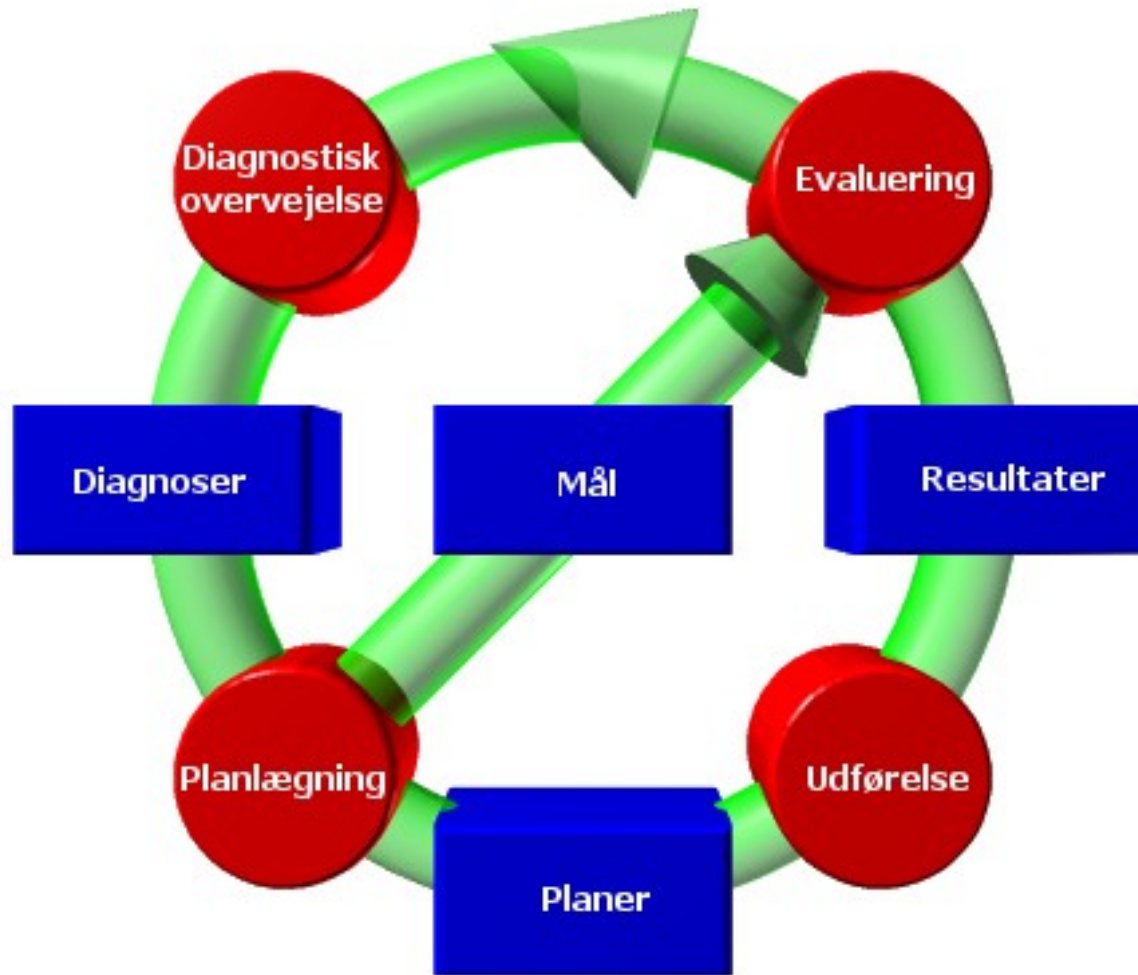 Diagnostisk
overvejelse
Evaluering
Diagnoser
Mål
Resultater
Planlægning
Udførelse
Planer